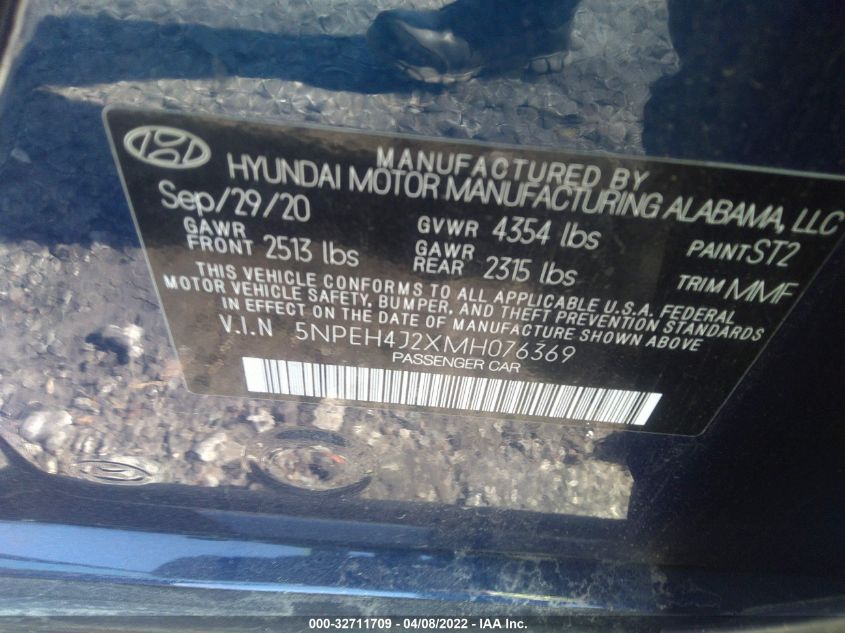 MANUFACTURED BY
HYUNDAI MOTOR MANUFACTURING ALABAMA, LLC
Sep/29/20
GVWR 4354 lbs
PAINT ST2
GAWR
FRONT 2513 lbs
GAWR
REAR 2315 lbs
TRIM MMF
THIS VEHICLE CONFORMS TO ALL APPLICABLE U.S.A. FEDERAL
MOTOR VEHICLE SAFETY, BUMPER, AND THEFT PREVENTION STANDARDS
IN EFFECT ON THE DATE OF MANUFACTURE SHOWN ABOVE
V.I.N 5NPEH4J2XMH076369
PASSENGER CAR
000-32711709 - 04/08/2022 - IAA Inc.